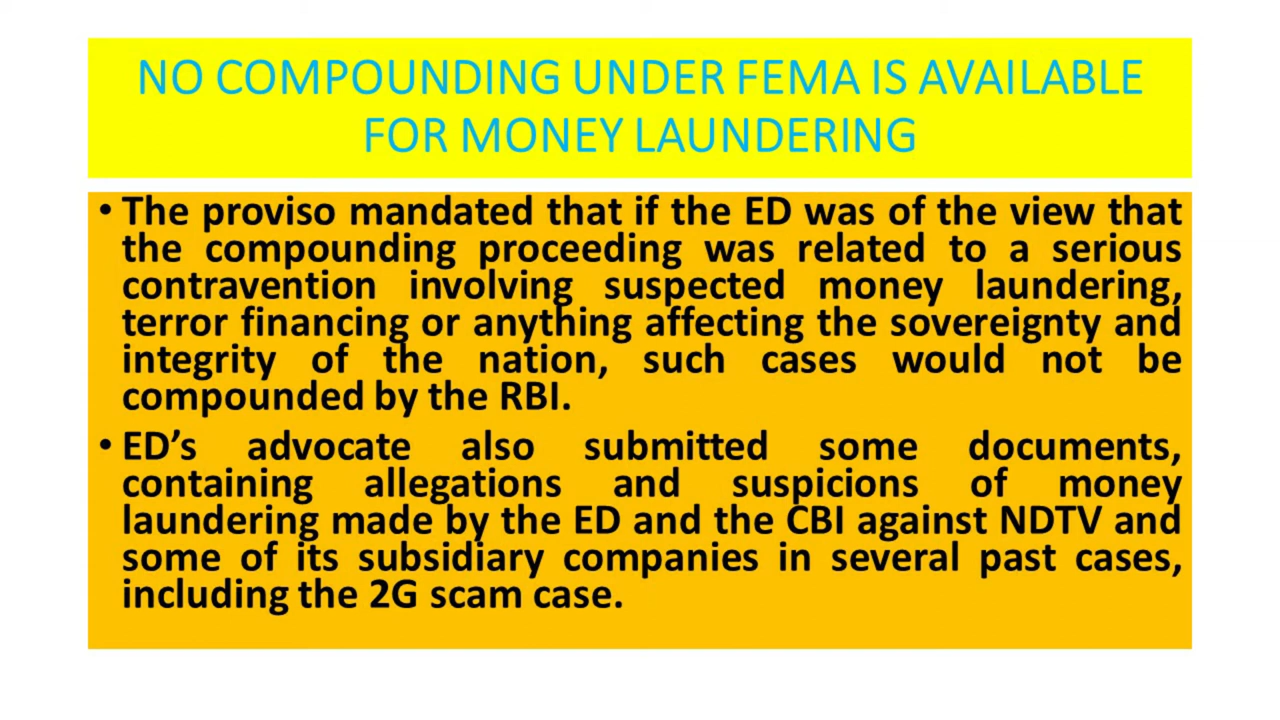 NO COMPOUNDING UNDER FEMA IS AVAILABLE
FOR MONEY LAUNDERING
• The proviso mandated that if the ED was of the view that
the compounding proceeding was related to a serious
contravention involving suspected money laundering,
terror financing or anything affecting the sovereignty and
integrity of the nation, such cases would not be
compounded by the RBI.
• ED’s advocate also submitted some documents,
containing allegations and suspicions of money
laundering made by the ED and the CBI against NDTV and
some of its subsidiary companies in several past cases,
including the 2G scam case.